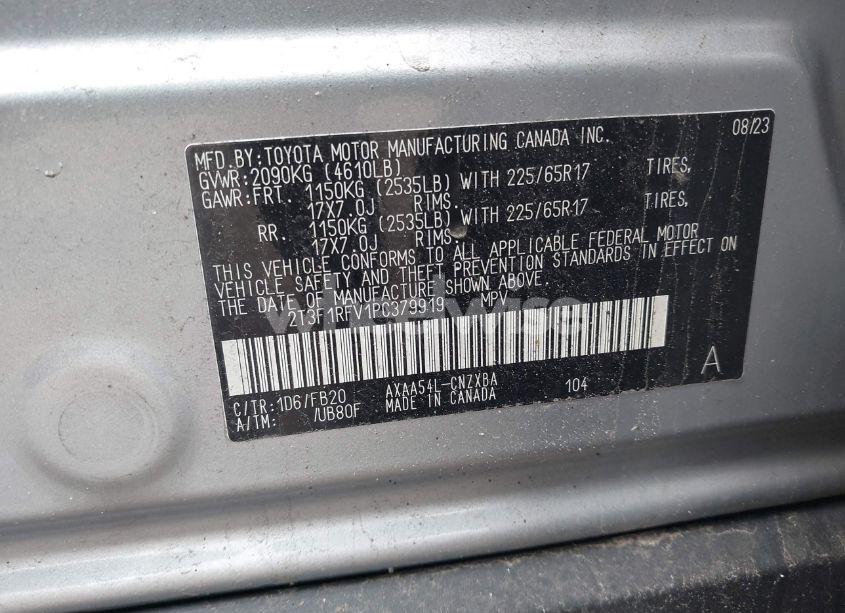 08/23
MFD.BY:TOYOTA MOTOR MANUFACTURING CANADA INC.
GVWR:2090KG (4610LB)
GAWR:FRT. 1150KG (2535LB) WITH 225/65R17 TIRES,
17X7.0J RIMS.
RR. 1150KG (2535LB) WITH 225/65R17 TIRES,
17X7.0J RIMS.
THIS VEHICLE CONFORMS TO ALL APPLICABLE FEDERAL MOTOR
VEHICLE SAFETY AND THEFT PREVENTION STANDARDS IN EFFECT ON
THE DATE OF MANUFACTURE SHOWN ABOVE.
2T3F1RFV1PC379919 MPV
A
C/TR:1D6/FB20 AXAA54L-CNZXBA 104
A/TM: /UB80F MADE IN CANADA